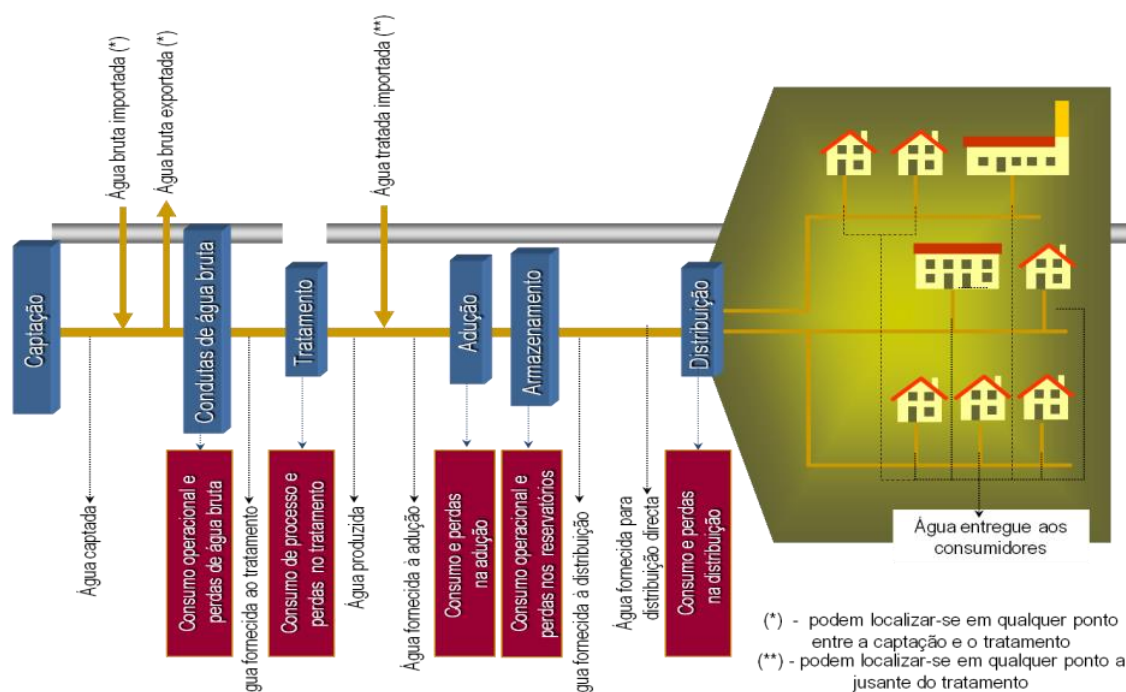 Água bruta importada (*)
Água bruta exportada (*)
Água tratada importada (**)
Captação
Condutas de água bruta
Tratamento
Adução
Armazenamento
Distribuição
Água captada
Consumo operacional e
perdas de água bruta
gua fornecida ao tratamento
Consumo de processo e
perdas no tratamento
Água produzida
Água fornecida à adução
Consumo e perdas
na adução
Consumo operacional e
perdas nos reservatórios
gua fornecida à distribuição
Água fornecida para
distribuição directa
Consumo e perdas
na distribuição
Água entregue aos
consumidores
(*) - podem localizar-se em qualquer ponto
entre a captação e o tratamento
(**) - podem localizar-se em qualquer ponto a
jusante do tratamento